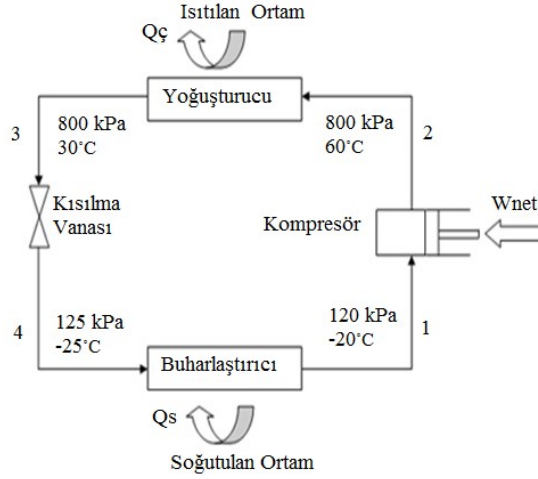 Isıtılan Ortam
Qç
Yoğuşturucu
3
800 kPa
30°C
800 kPa
60°C
2
Kısılma
Vanası
Kompresör
Wnet
4
125 kPa
-25°C
120 kPa
-20°C
1
Buharlaştırıcı
Qs
Soğutulan Ortam